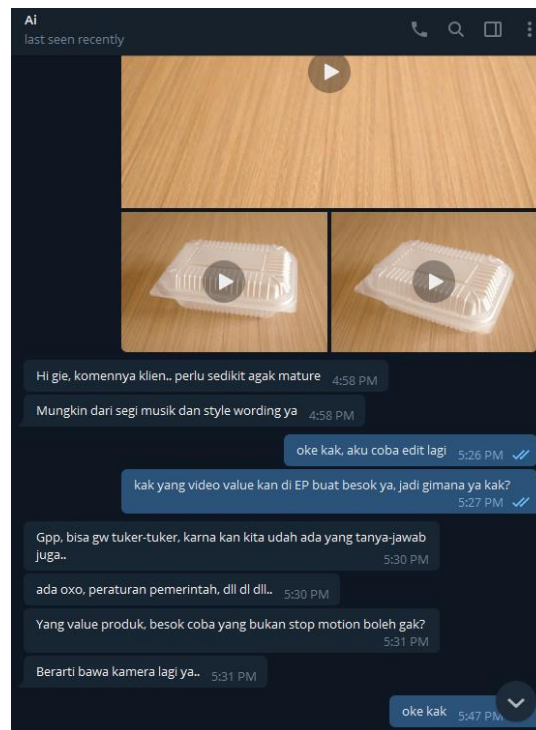 Ai
last seen recently
Hi gie, komennya klien.. perlu sedikit agak mature 4:58 PM
Mungkin dari segi musik dan style wording ya 4:58 PM
oke kak, aku coba edit lagi 5:26 PM
kak yang video value kan di EP buat besok ya, jadi gimana ya kak?
5:27 PM
Gpp, bisa gw tuker-tuker, karna kan kita udah ada yang tanya-jawab
juga.. 5:30 PM
ada oxo, peraturan pemerintah, dll dl dll.. 5:30 PM
Yang value produk, besok coba yang bukan stop motion boleh gak?
5:31 PM
Berarti bawa kamera lagi ya.. 5:31 PM
oke kak 5:47 PM